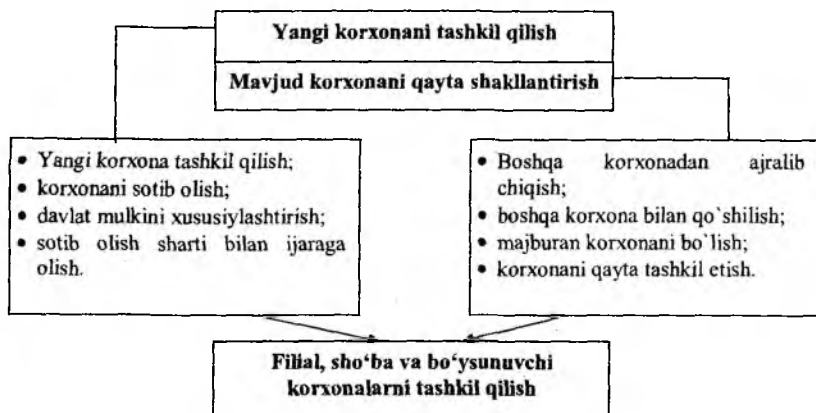 Yangi korxonani tashkil qilish
Mavjud korxonani qayta shakllantirish
• Yangi korxona tashkil qilish;
• korxonani sotib olish;
• davlat mulkini xususiylashtirish;
• sotib olish sharti bilan ijaraga
olish.
• Boshqa korxonadan ajralib
chiqish;
• boshqa korxona bilan qo`shilish;
• majburan korxonani bo`lish;
• korxonani qayta tashkil etish.
Filial, sho‘ba va bo‘ysunuvchi
korxonalarni tashkil qilish